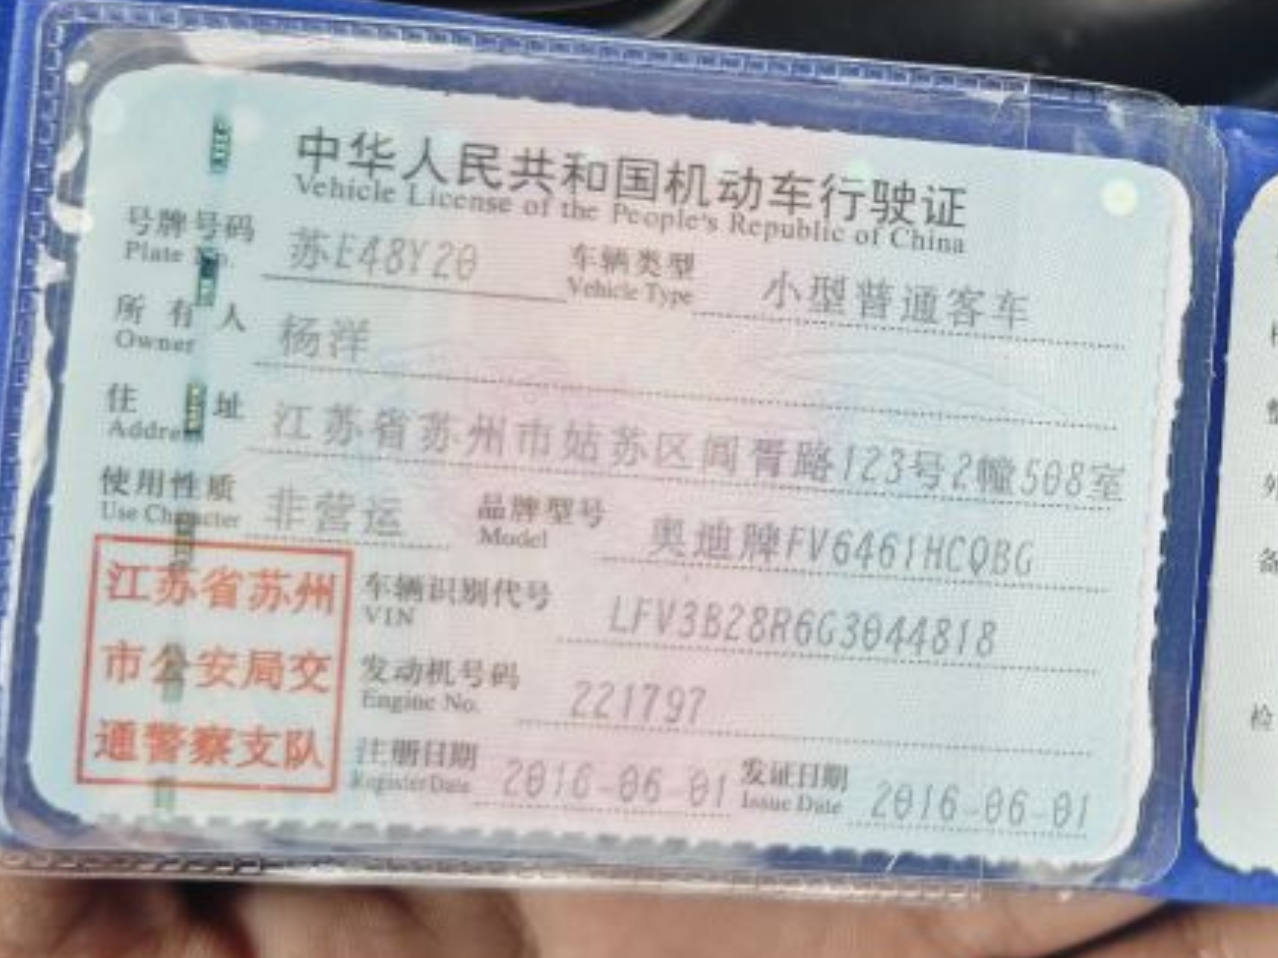 中华人民共和国机动车行驶证
Vehicle License of the People's Republic of China
号牌号码 苏E48Y20 车辆类型 小型普通客车
Plate No. Vehicle Type
所有人 杨洋
Owner
住址 江苏省苏州市姑苏区阊胥路123号2幢508室
Address
使用性质 非营运 品牌型号 奥迪牌FV6461HCQBG
Use Character Model
江苏省苏州
市公安局交
通警察支队
车辆识别代号 LFV3B28R6G3044818
VIN
发动机号码 221797
Engine No.
注册日期 2016-06-01 发证日期 2016-06-01
Register Date Issue Date
检